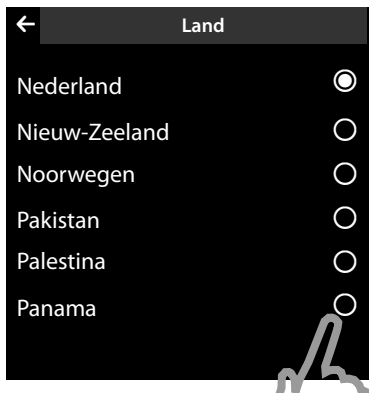 Land
Nederland
Nieuw-Zeeland
Noorwegen
Pakistan
Palestina
Panama